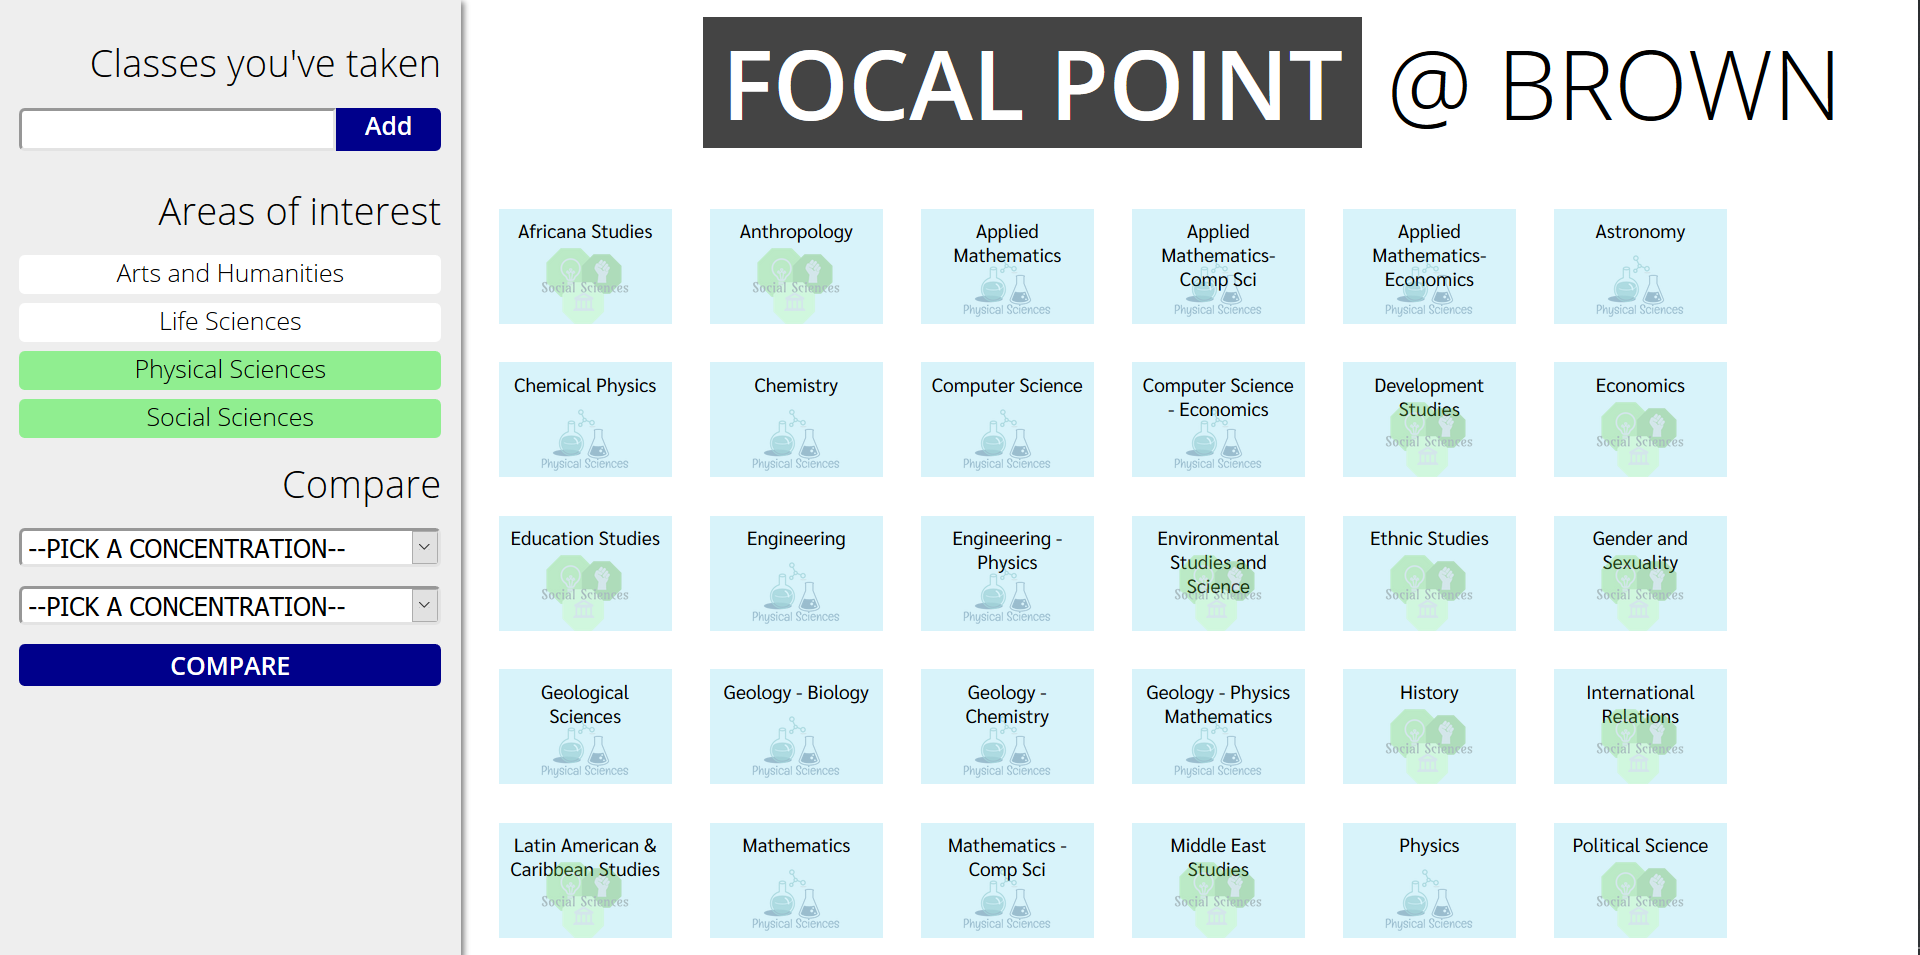 Classes you've taken
Add
Areas of interest
Arts and Humanities
Life Sciences
Physical Sciences
Social Sciences
Compare
--PICK A CONCENTRATION--
--PICK A CONCENTRATION--
COMPARE
FOCAL POINT @ BROWN
Africana Studies
Social Sciences
Anthropology
Social Sciences
Applied
Mathematics
Physical Sciences
Applied
Mathematics-
Comp Sci
Physical Sciences
Applied
Mathematics-
Economics
Physical Sciences
Astronomy
Physical Sciences
Chemical Physics
Physical Sciences
Chemistry
Physical Sciences
Computer Science
Physical Sciences
Computer Science
- Economics
Physical Sciences
Development
Studies
Social Sciences
Economics
Social Sciences
Education Studies
Social Sciences
Engineering
Physical Sciences
Engineering -
Physics
Physical Sciences
Environmental
Studies and
Science
Social Sciences
Ethnic Studies
Social Sciences
Gender and
Sexuality
Social Sciences
Geological
Sciences
Physical Sciences
Geology - Biology
Physical Sciences
Geology -
Chemistry
Physical Sciences
Geology - Physics
Mathematics
Physical Sciences
History
Social Sciences
International
Relations
Social Sciences
Latin American &
Caribbean Studies
Social Sciences
Mathematics
Physical Sciences
Mathematics -
Comp Sci
Physical Sciences
Middle East
Studies
Social Sciences
Physics
Physical Sciences
Political Science
Social Sciences